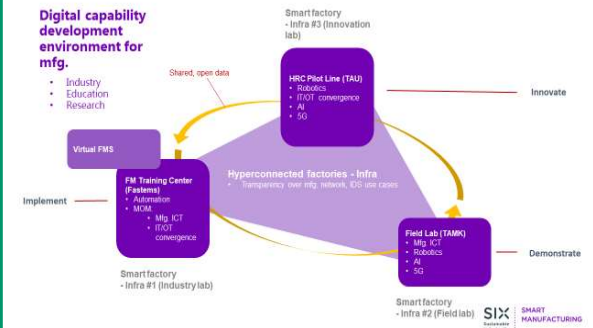 Digital capability
development
environment for
mfg.
• Industry
• Education
• Research
Smart factory
- Infra #3 (Innovation
lab)
Shared, open data
HRC Pilot Line (TAU)
• Robotics
• IT/OT convergence
• AI
• 5G
Innovate
Virtual FMS
Hyperconnected factories - Infra
• Transparency over mfg. network, IDS use cases
FM Training Center
(Fastems)
• Automation
• MOM.
• Mfg. ICT
• IT/OT
convergence
Implement
Field Lab (TAMK)
• Mfg. ICT
• Robotics
• AI
• 5G
Demonstrate
Smart factory
- Infra #1 (Industry lab)
Smart factory
- Infra #2 (Field lab)
SIX
Sustainable
SMART
MANUFACTURING